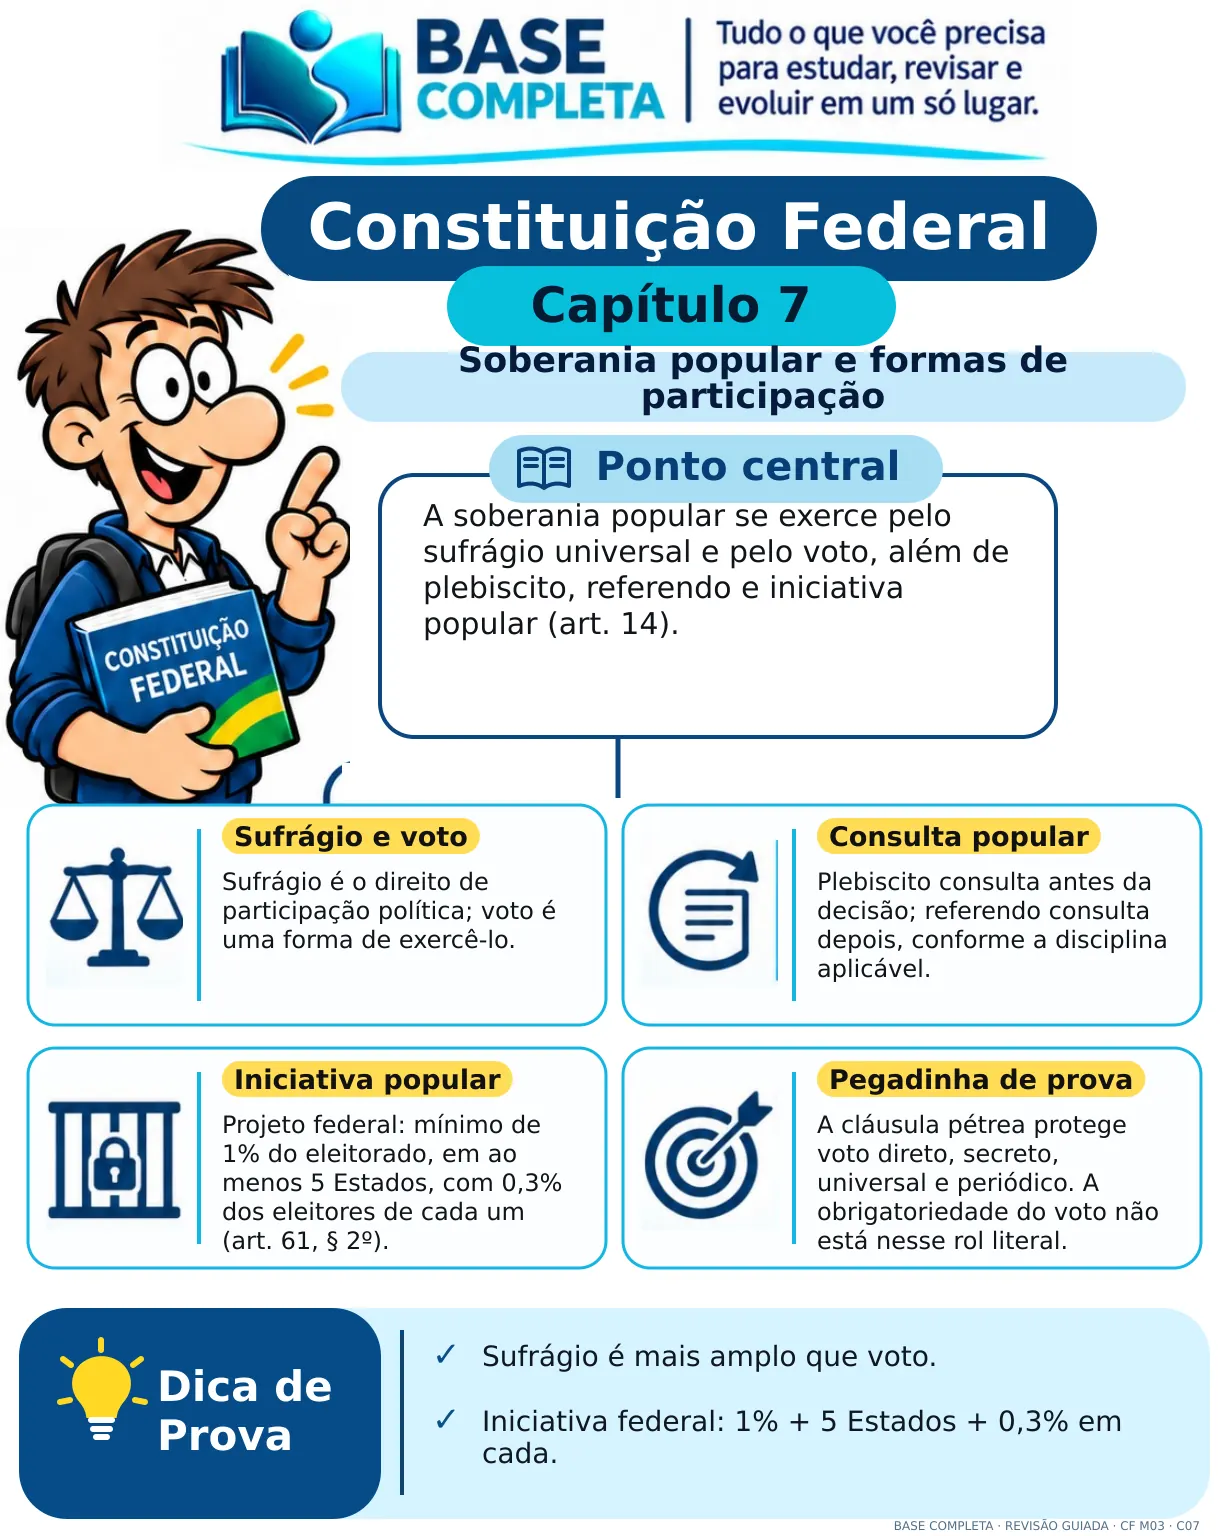 BASE
COMPLETA
Tudo o que você precisa
para estudar, revisar e
evoluir em um só lugar.
Constituição Federal
Capítulo 7
Soberania popular e formas de
participação
Ponto central
A soberania popular se exerce pelo
sufrágio universal e pelo voto, além de
plebiscito, referendo e iniciativa
popular (art. 14).
CONSTITUIÇÃO
FEDERAL
Sufrágio e voto
Sufrágio é o direito de
participação política; voto é
uma forma de exercê-lo.
Consulta popular
Plebiscito consulta antes da
decisão; referendo consulta
depois, conforme a disciplina
aplicável.
Iniciativa popular
Projeto federal: mínimo de
1% do eleitorado, em ao
menos 5 Estados, com 0,3%
dos eleitores de cada um
(art. 61, § 2º).
Pegadinha de prova
A cláusula pétrea protege
voto direto, secreto,
universal e periódico. A
obrigatoriedade do voto não
está nesse rol literal.
Dica de
Prova
✓ Sufrágio é mais amplo que voto.
✓ Iniciativa federal: 1% + 5 Estados + 0,3% em
cada.
BASE COMPLETA · REVISÃO GUIADA · CF M03 · C07